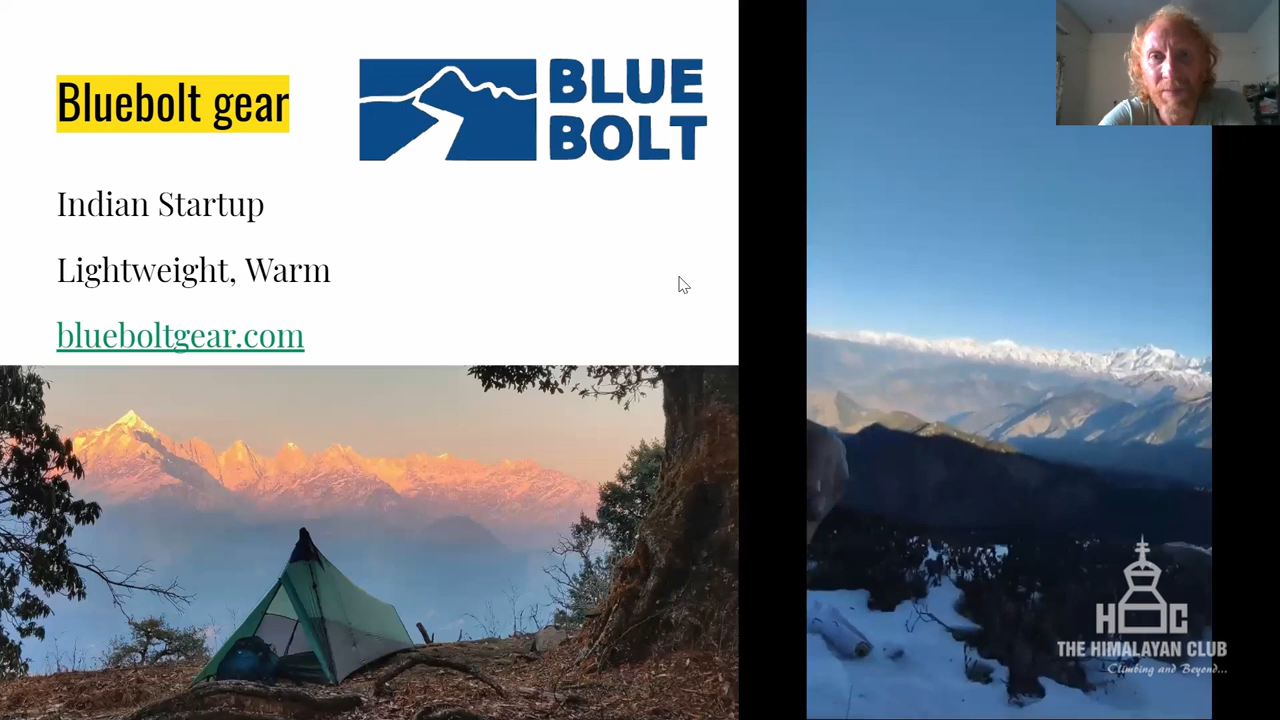 Bluebolt gear
BLUE
BOLT
Indian Startup
Lightweight, Warm
blueboltgear.com
H C
THE HIMALAYAN CLUB
Climbing and Beyond...